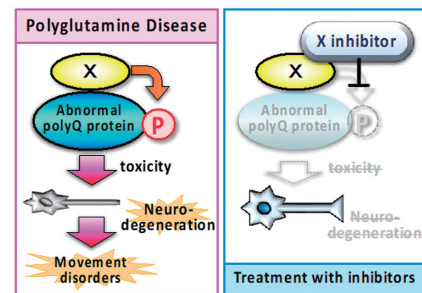 Polyglutamine Disease
X
Abnormal
polyQ protein
P
toxicity
Neuro-
degeneration
Movement
disorders
X inhibitor
X
Abnormal
polyQ protein
P
toxicity
Neuro-
degeneration
Treatment with inhibitors